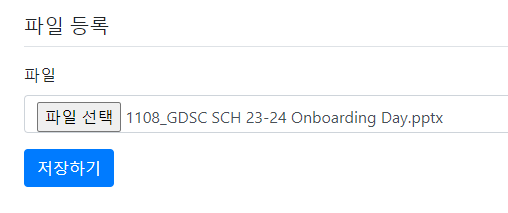 파일 등록
파일
파일 선택 1108_GDSC SCH 23-24 Onboarding Day.pptx
저장하기